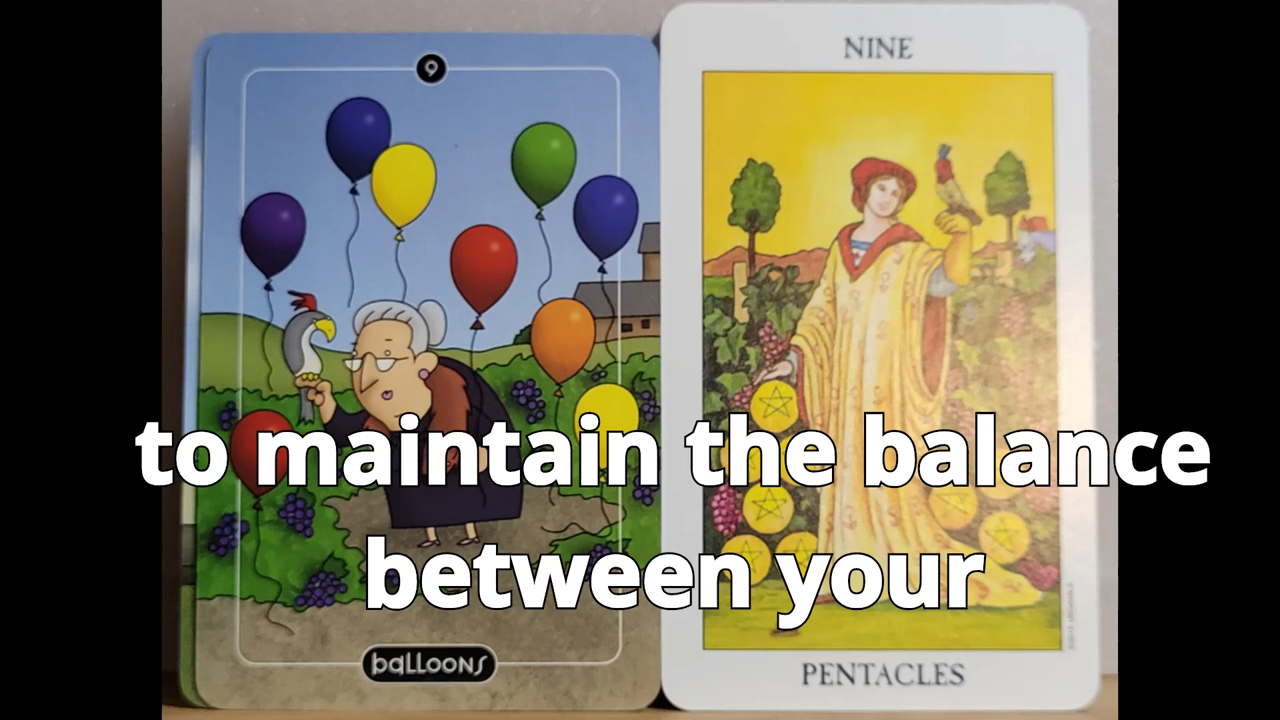 9
NINE
to maintain the balance
between your
balloons
PENTACLES